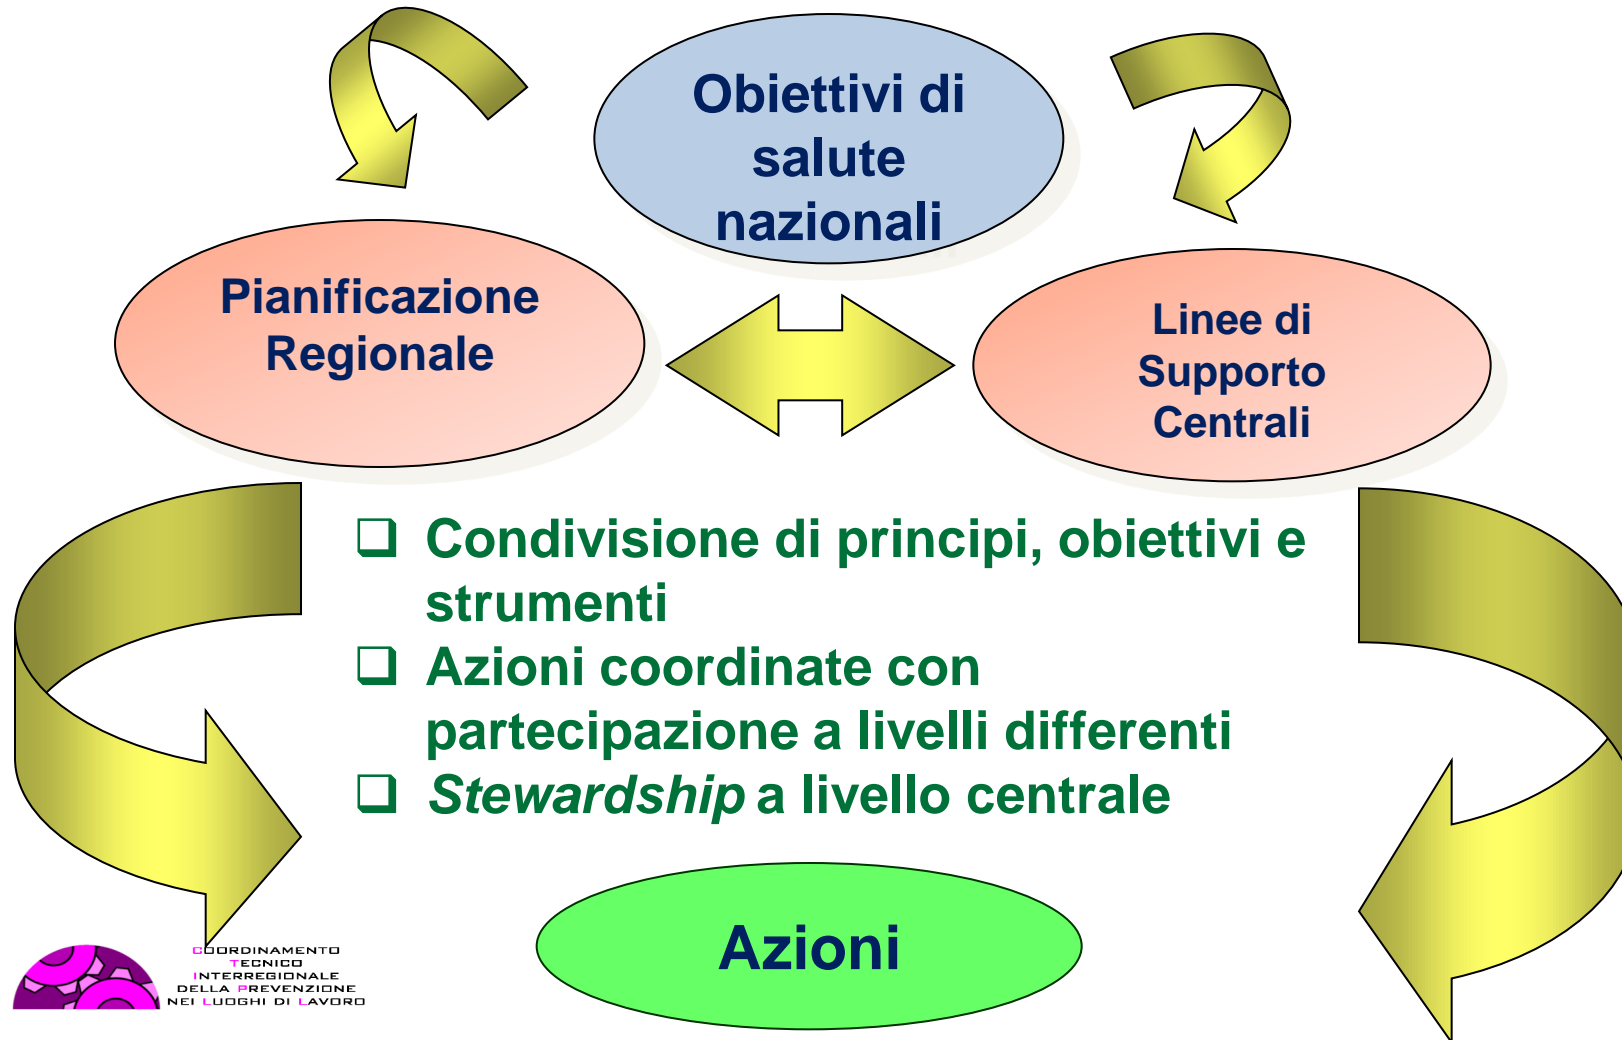 Obiettivi di
salute
nazionali
Pianificazione
Regionale
Linee di
Supporto
Centrali
❑ Condivisione di principi, obiettivi e
strumenti
❑ Azioni coordinate con
partecipazione a livelli differenti
❑ Stewardship a livello centrale
Azioni
COORDINAMENTO
TECNICO
INTERREGIONALE
DELLA PREVENZIONE
NEI LUOGHI DI LAVORO